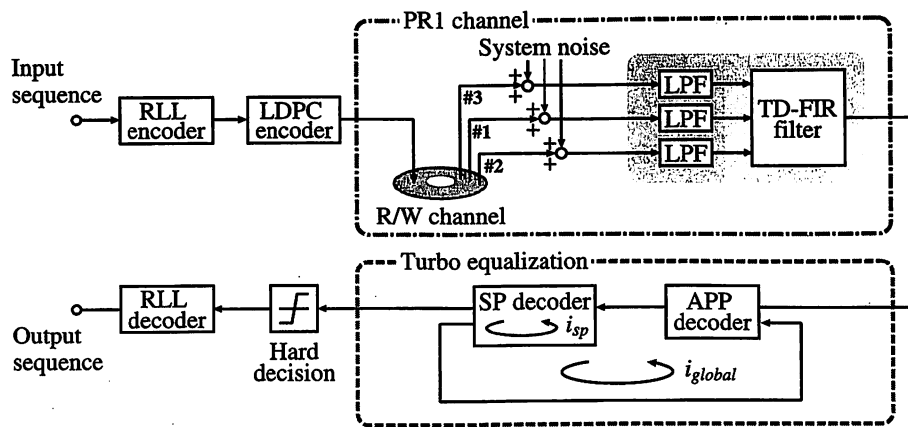 PR1 channel
System noise
Input
sequence
RLL
encoder
LDPC
encoder
+
+
#3
+
+
#1
+
+
#2
R/W channel
LPF
LPF
LPF
TD-FIR
filter
Turbo equalization
Output
sequence
RLL
decoder
Hard
decision
SP decoder
i_sp
APP
decoder
i_global